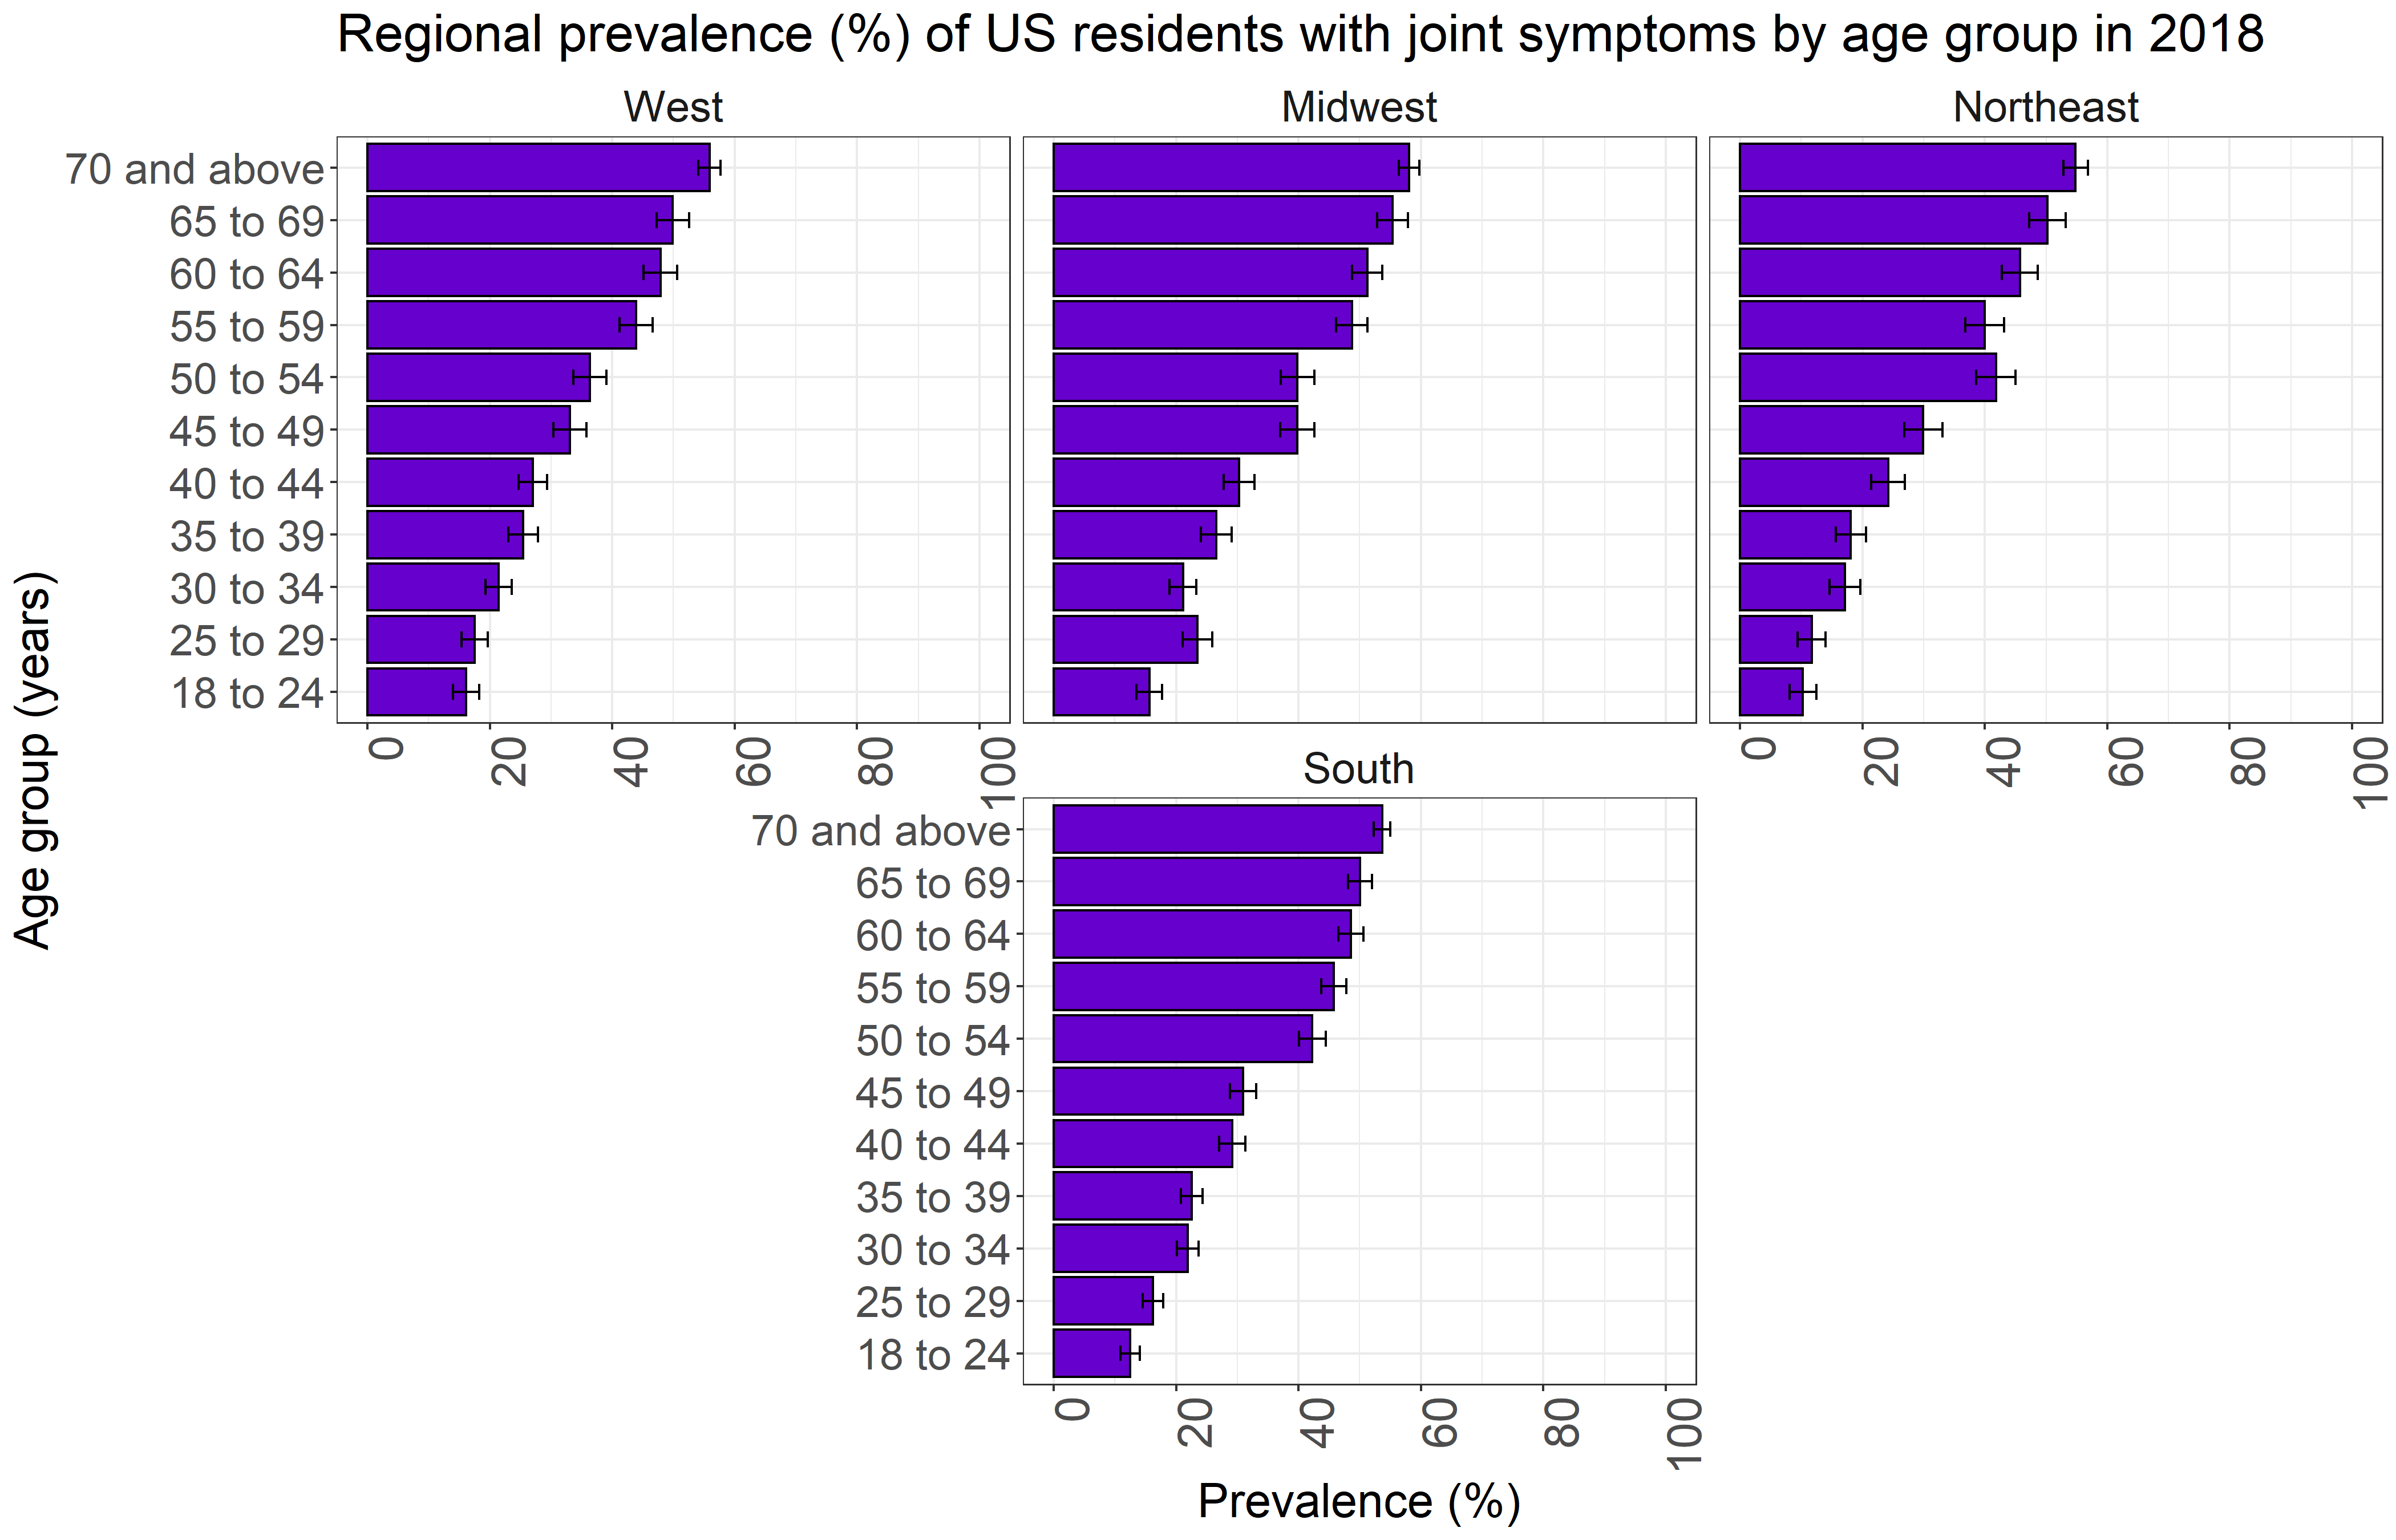 Regional prevalence (%) of US residents with joint symptoms by age group in 2018
West
Midwest
Northeast
Age group (years)
70 and above
65 to 69
60 to 64
55 to 59
50 to 54
45 to 49
40 to 44
35 to 39
30 to 34
25 to 29
18 to 24
0 20 40 60 80 100
0 20 40 60 80 100
South
70 and above
65 to 69
60 to 64
55 to 59
50 to 54
45 to 49
40 to 44
35 to 39
30 to 34
25 to 29
18 to 24
0 20 40 60 80 100
Prevalence (%)